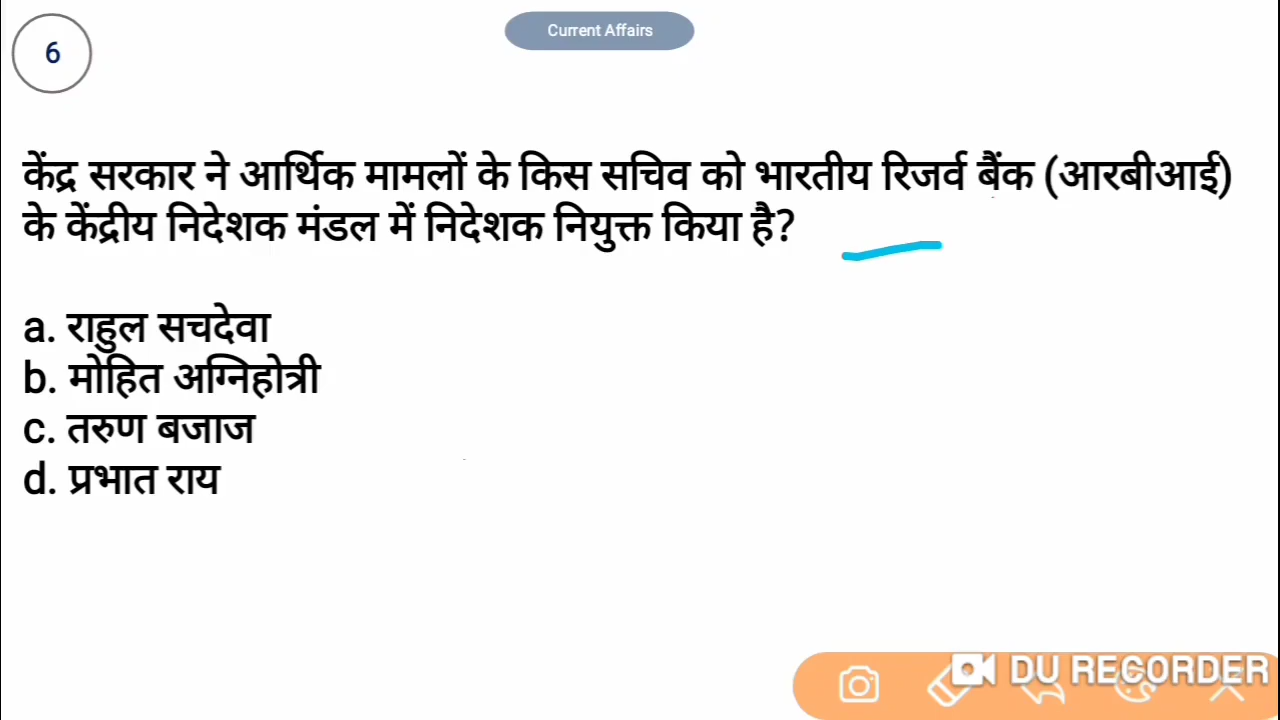 6
Current Affairs
केंद्र सरकार ने आर्थिक मामलों के किस सचिव को भारतीय रिजर्व बैंक (आरबीआई)
के केंद्रीय निदेशक मंडल में निदेशक नियुक्त किया है?
a. राहुल सचदेवा
b. मोहित अग्निहोत्री
c. तरुण बजाज
d. प्रभात राय
DU RECORDER